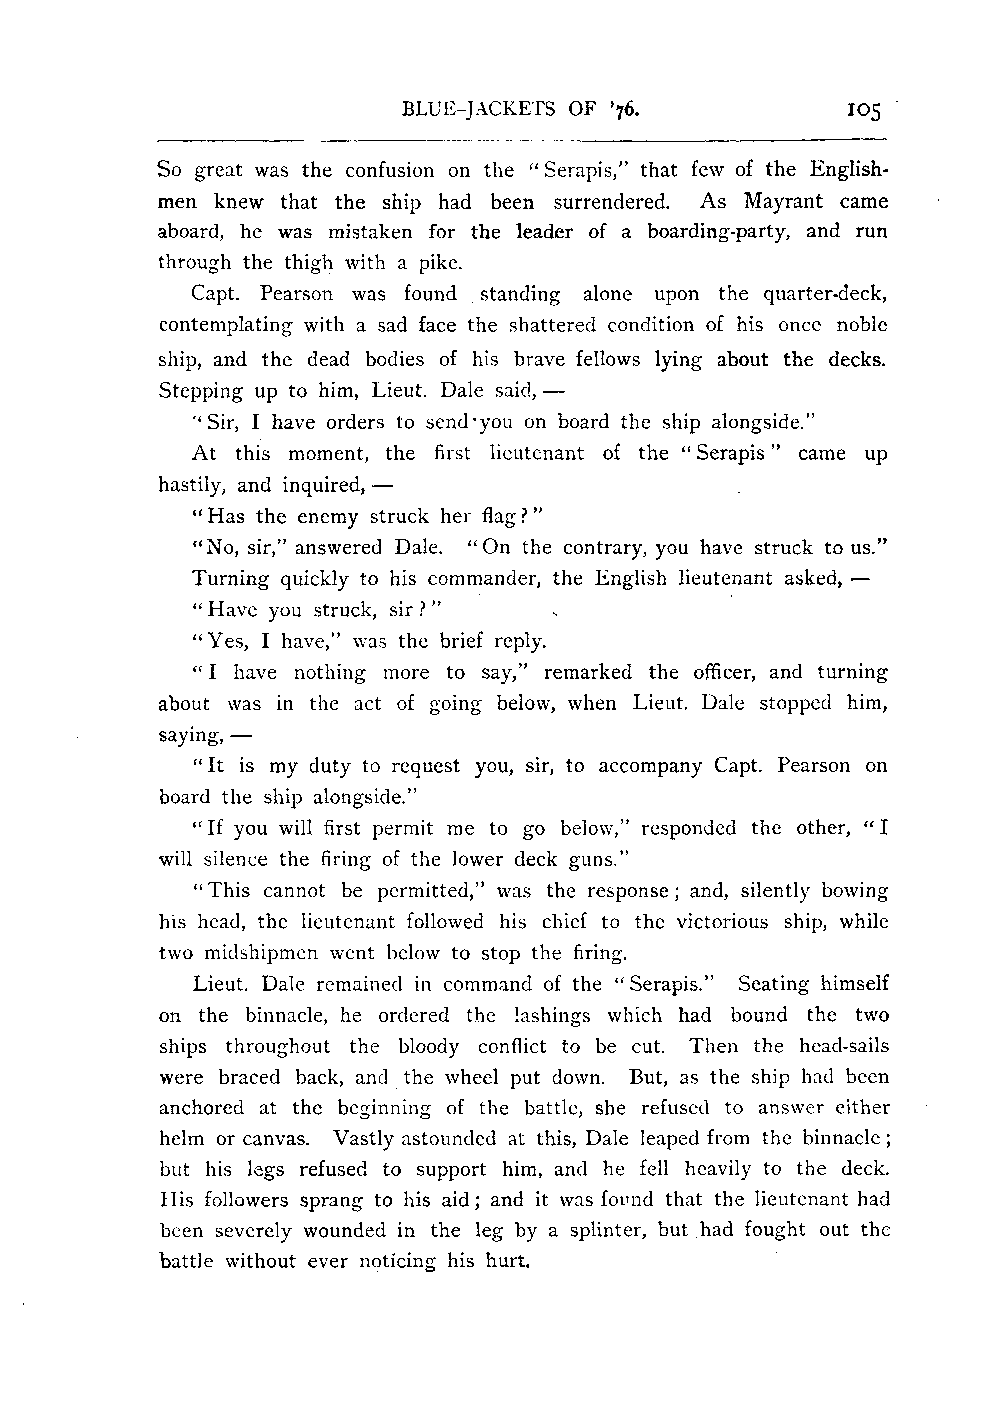 BLUE-JACKETS OF '76. 105
So great was the confusion on the "Serapis," that few of the English-
men knew that the ship had been surrendered. As Mayrant came
aboard, he was mistaken for the leader of a boarding-party, and run
through the thigh with a pike.
Capt. Pearson was found standing alone upon the quarter-deck,
contemplating with a sad face the shattered condition of his once noble
ship, and the dead bodies of his brave fellows lying about the decks.
Stepping up to him, Lieut. Dale said, —
"Sir, I have orders to send you on board the ship alongside."
At this moment, the first lieutenant of the "Serapis" came up
hastily, and inquired, —
"Has the enemy struck her flag?"
"No, sir," answered Dale. "On the contrary, you have struck to us."
Turning quickly to his commander, the English lieutenant asked, —
"Have you struck, sir?"
"Yes, I have," was the brief reply.
"I have nothing more to say," remarked the officer, and turning
about was in the act of going below, when Lieut. Dale stopped him,
saying, —
"It is my duty to request you, sir, to accompany Capt. Pearson on
board the ship alongside."
"If you will first permit me to go below," responded the other, "I
will silence the firing of the lower deck guns."
"This cannot be permitted," was the response; and, silently bowing
his head, the lieutenant followed his chief to the victorious ship, while
two midshipmen went below to stop the firing.
Lieut. Dale remained in command of the "Serapis." Seating himself
on the binnacle, he ordered the lashings which had bound the two
ships throughout the bloody conflict to be cut. Then the head-sails
were braced back, and the wheel put down. But, as the ship had been
anchored at the beginning of the battle, she refused to answer either
helm or canvas. Vastly astounded at this, Dale leaped from the binnacle;
but his legs refused to support him, and he fell heavily to the deck.
His followers sprang to his aid; and it was found that the lieutenant had
been severely wounded in the leg by a splinter, but had fought out the
battle without ever noticing his hurt.